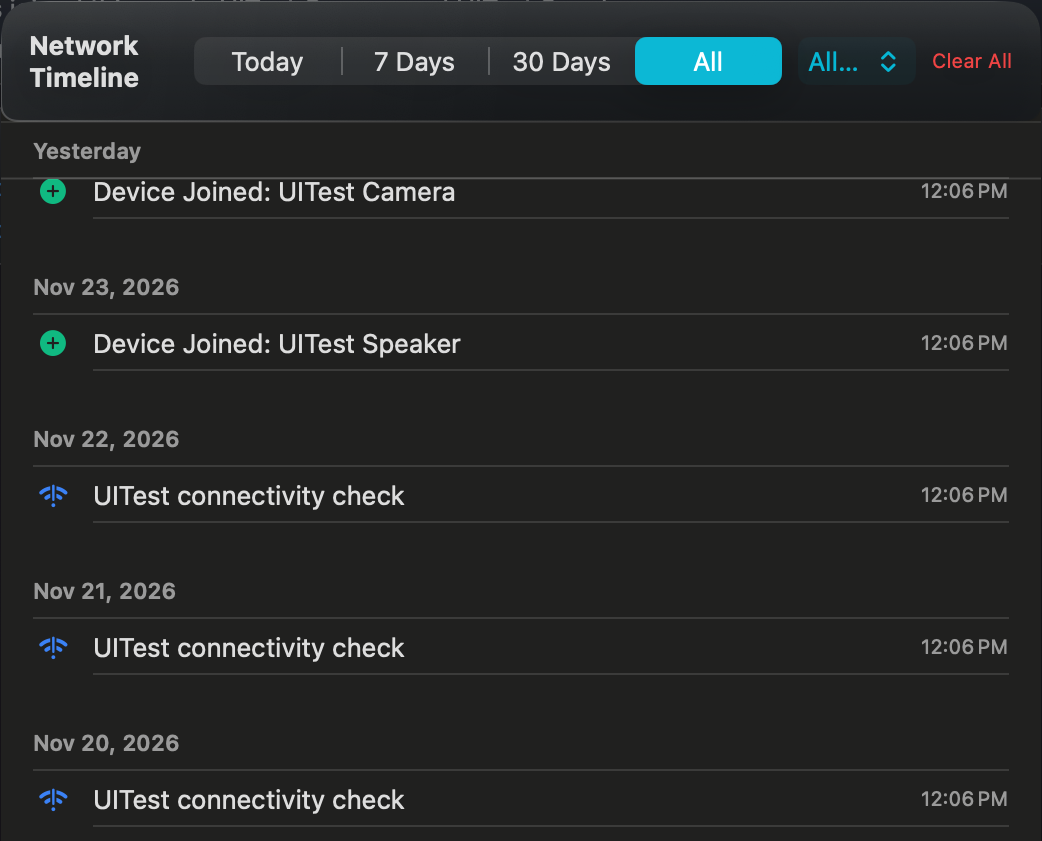 Network
Timeline
Today
7 Days
30 Days
All
All...
Clear All
Yesterday
Device Joined: UITest Camera
12:06 PM
Nov 23, 2026
Device Joined: UITest Speaker
12:06 PM
Nov 22, 2026
UITest connectivity check
12:06 PM
Nov 21, 2026
UITest connectivity check
12:06 PM
Nov 20, 2026
UITest connectivity check
12:06 PM